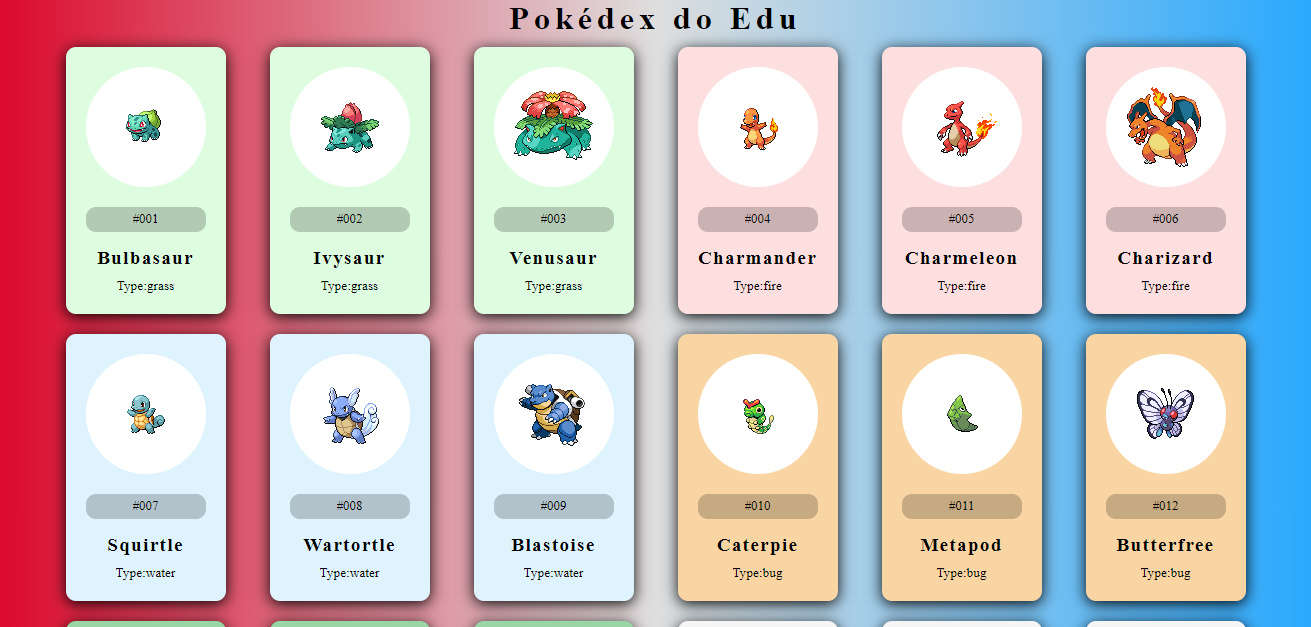 Pokédex do Edu
#001
Bulbasaur
Type:grass
#002
Ivysaur
Type:grass
#003
Venusaur
Type:grass
#004
Charmander
Type:fire
#005
Charmeleon
Type:fire
#006
Charizard
Type:fire
#007
Squirtle
Type:water
#008
Wartortle
Type:water
#009
Blastoise
Type:water
#010
Caterpie
Type:bug
#011
Metapod
Type:bug
#012
Butterfree
Type:bug